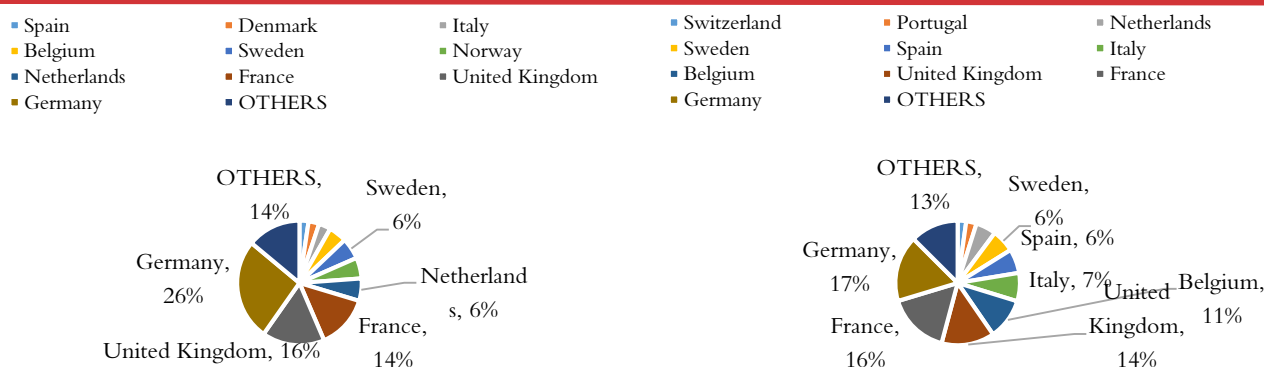 Spain Denmark Italy
Belgium Sweden Norway
Netherlands France United Kingdom
Germany OTHERS
OTHERS,
14%
Sweden,
6%
Germany,
26%
Netherland
s, 6%
United Kingdom, 16%
France,
14%
Switzerland Portugal Netherlands
Sweden Spain Italy
Belgium United Kingdom France
Germany OTHERS
OTHERS,
13%
Sweden,
6%
Spain, 6%
Germany,
17%
Italy, 7%
Belgium,
11%
United
Kingdom,
14%
France,
16%